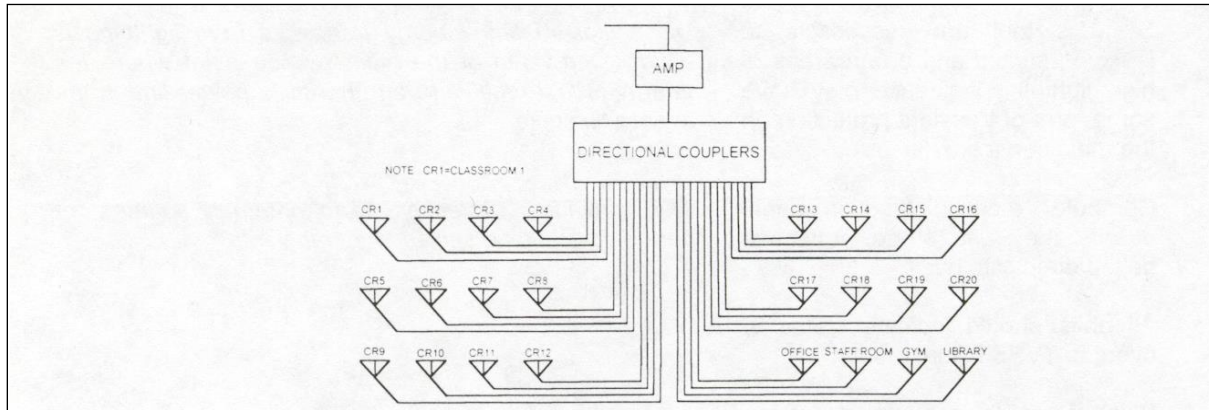 AMP
DIRECTIONAL COUPLERS
NOTE CR1=CLASSROOM 1
CR1 CR2 CR3 CR4 CR13 CR14 CR15 CR16
CR5 CR6 CR7 CR8 CR17 CR18 CR19 CR20
CR9 CR10 CR11 CR12 OFFICE STAFF ROOM GYM LIBRARY